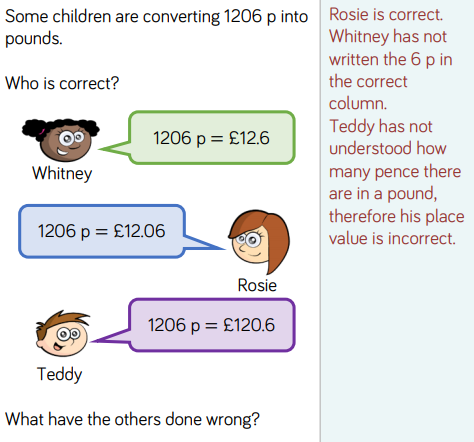 Some children are converting 1206 p into
pounds.
Who is correct?
1206 p = £12.6
Whitney
1206 p = £12.06
Rosie
1206 p = £120.6
Teddy
What have the others done wrong?
Rosie is correct.
Whitney has not
written the 6 p in
the correct
column.
Teddy has not
understood how
many pence there
are in a pound,
therefore his place
value is incorrect.